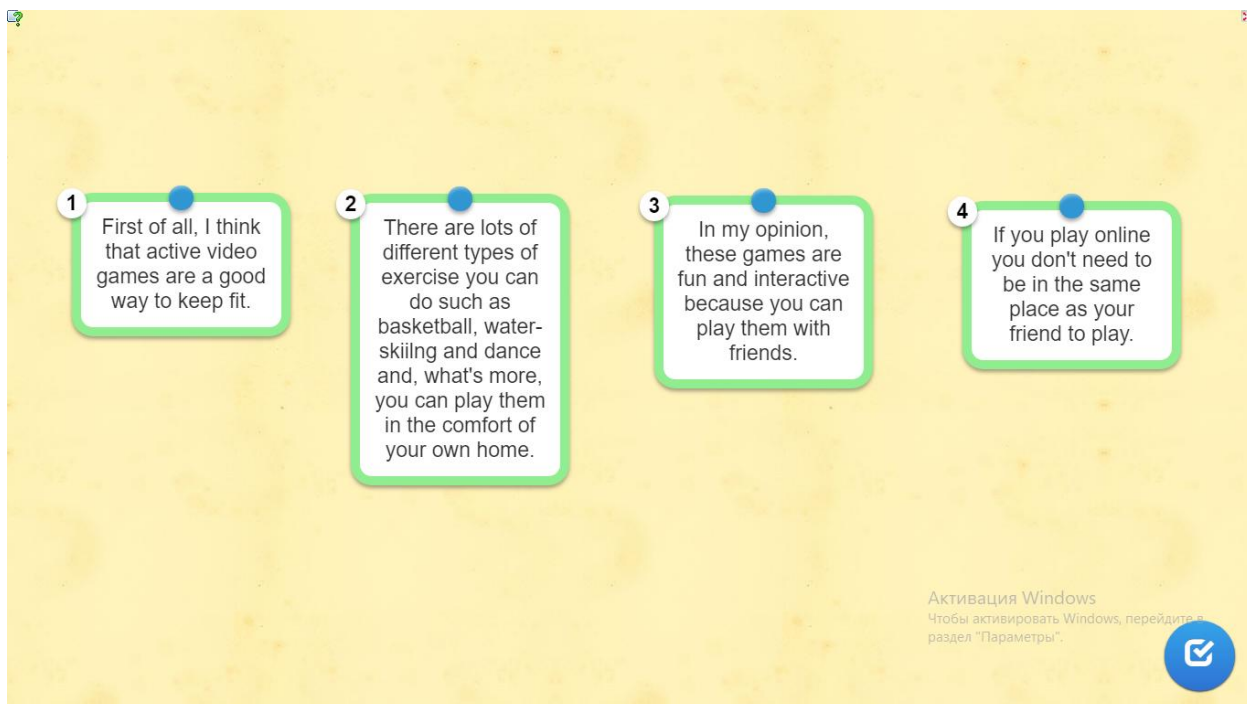 1
First of all, I think
that active video
games are a good
way to keep fit.
2
There are lots of
different types of
exercise you can
do such as
basketball, water-
skiilng and dance
and, what's more,
you can play them
in the comfort of
your own home.
3
In my opinion,
these games are
fun and interactive
because you can
play them with
friends.
4
If you play online
you don't need to
be in the same
place as your
friend to play.
Активация Windows
Чтобы активировать Windows, перейдите в
раздел "Параметры".